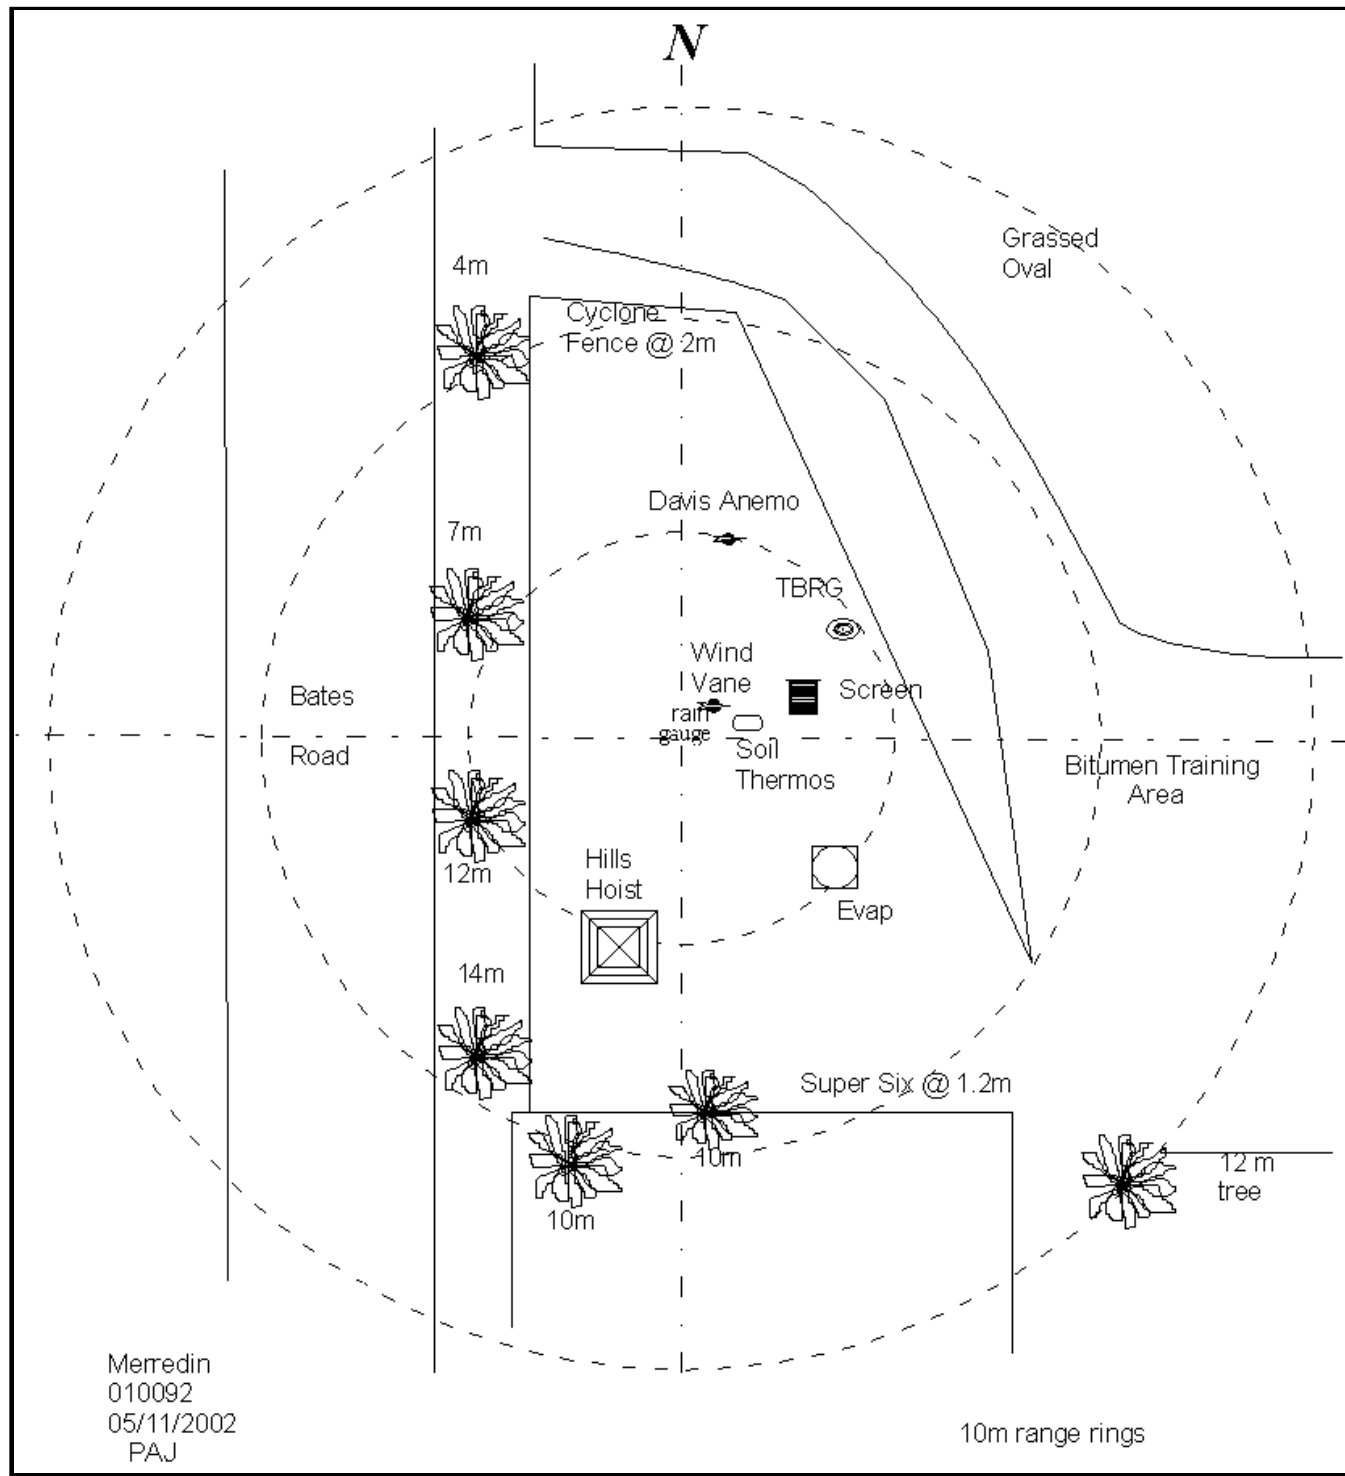 N
Grassed
Oval
4m
Cyclone
Fence @ 2m
Davis Anemo
7m
TBRG
Wind
Vane
Screen
Bates
rain
gauge
Road
Soil
Thermos
Bitumen Training
Area
Hills
Hoist
12m
Evap
14m
Super Six @ 1.2m
10m
12 m
tree
10m
Merredin
010092
05/11/2002
PAJ
10m range rings